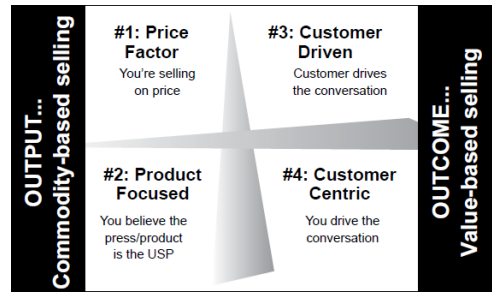 OUTPUT...
Commodity-based selling
#1: Price
Factor
You're selling
on price
#3: Customer
Driven
Customer drives
the conversation
#2: Product
Focused
You believe the
press/product
is the USP
#4: Customer
Centric
You drive the
conversation
OUTCOME...
Value-based selling